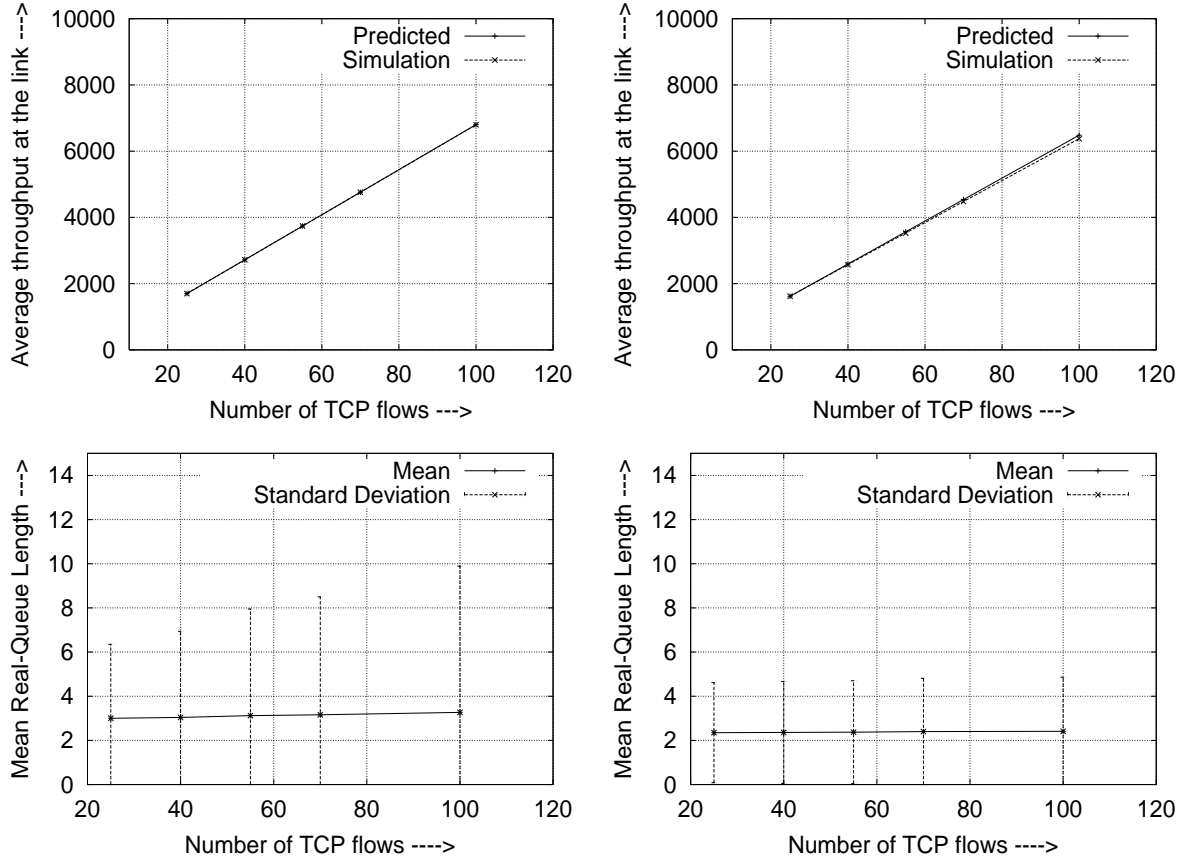 Average throughput at the link --->
10000
8000
6000
4000
2000
0
Predicted
Simulation
20 40 60 80 100 120
Number of TCP flows --->
Average throughput at the link --->
10000
8000
6000
4000
2000
0
Predicted
Simulation
20 40 60 80 100 120
Number of TCP flows --->
Mean Real-Queue Length --->
14
12
10
8
6
4
2
0
Mean
Standard Deviation
20 40 60 80 100 120
Number of TCP flows ---->
Mean Real-Queue Length --->
14
12
10
8
6
4
2
0
Mean
Standard Deviation
20 40 60 80 100 120
Number of TCP flows ---->